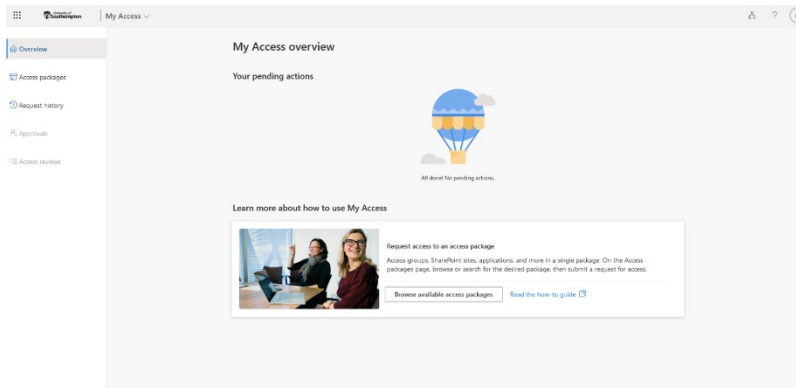 University of
Southampton
My Access
?
Overview
Access packages
Request history
Approvals
Access reviews
My Access overview
Your pending actions
All done! No pending actions.
Learn more about how to use My Access
Request access to an access package
Access groups, SharePoint sites, applications, and more in a single package. On the Access
packages page, browse or search for the desired package, then submit a request for access.
Browse available access packages
Read the how-to guide